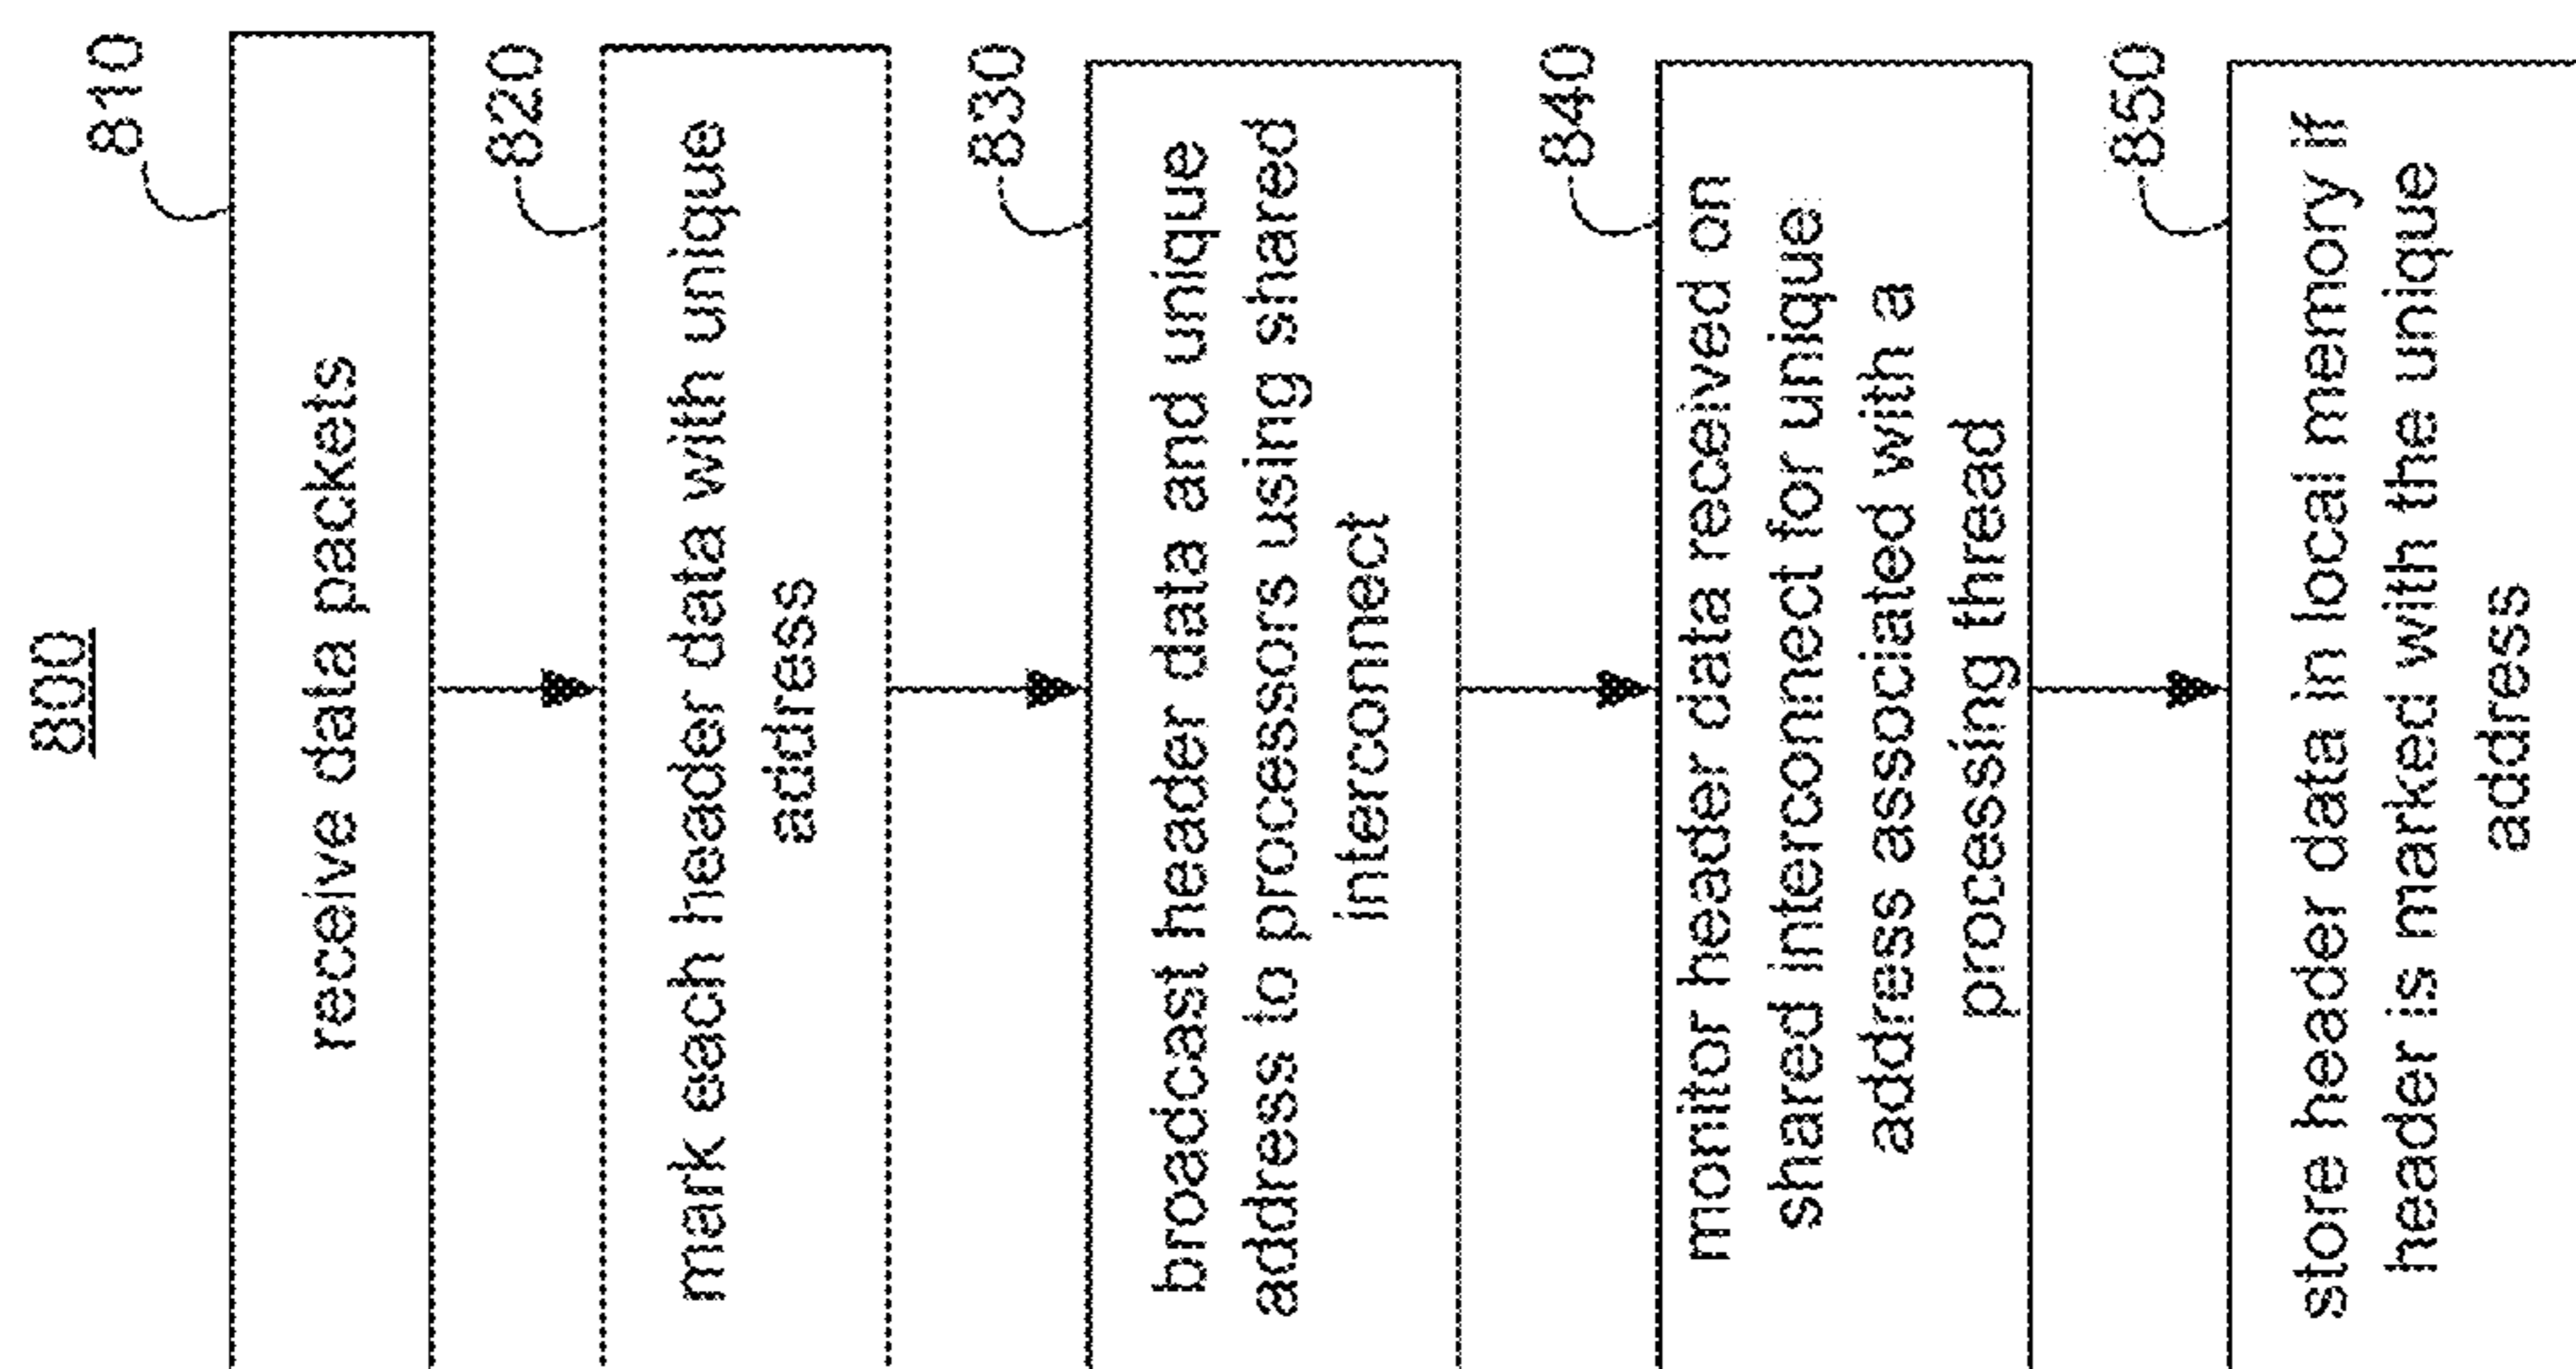 800
810
receive data packets
820
mark each header data with unique
address
830
broadcast header data and unique
address to processors using shared
interconnect
840
monitor header data received on
shared interconnect for unique
address associated with a
processing thread
850
store header data in local memory if
header is marked with the unique
address